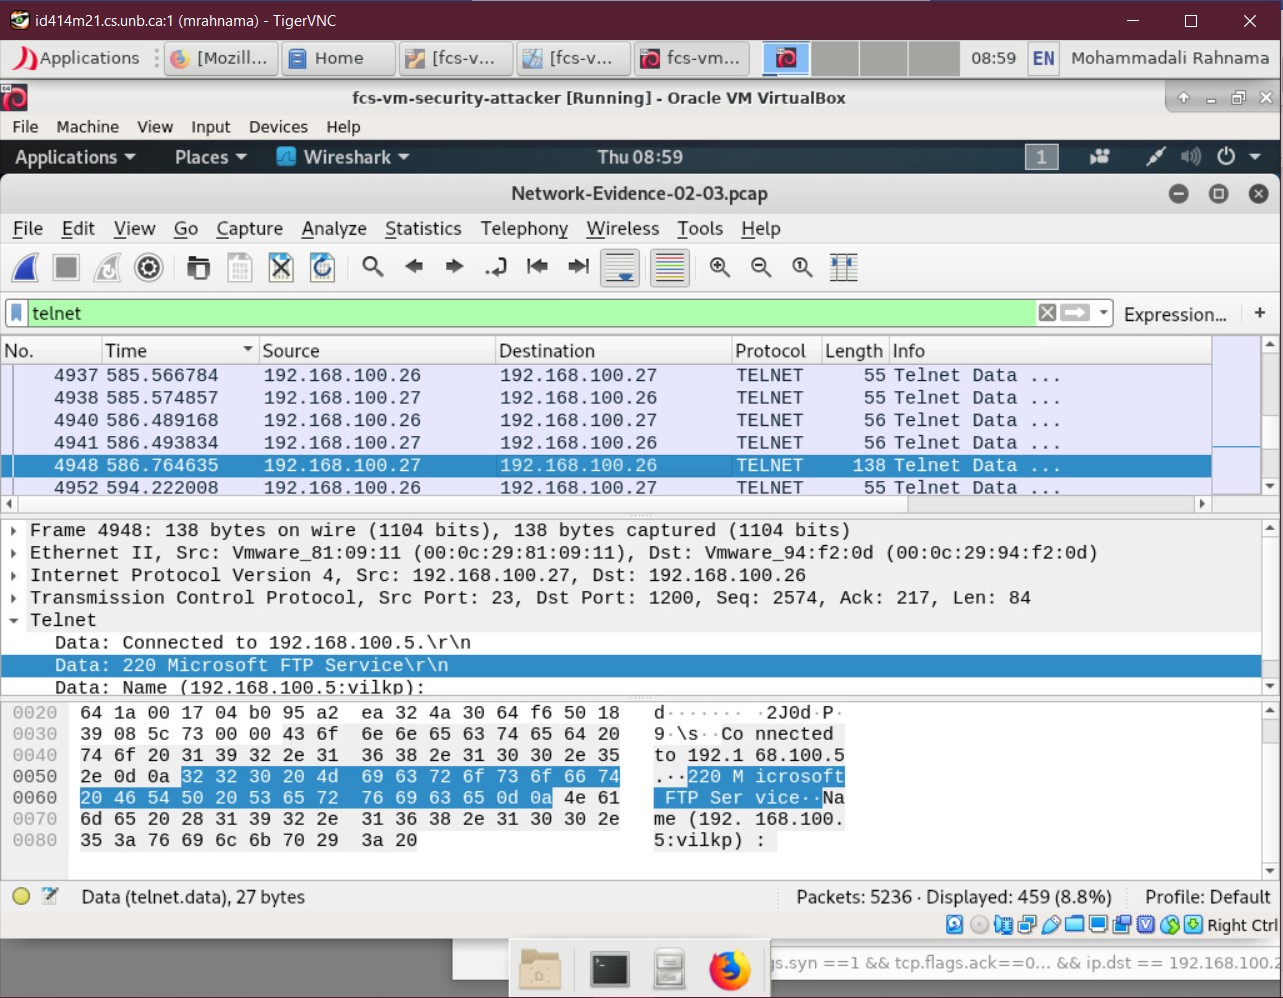 id414m21.cs.unb.ca:1 (mrahnama) - TigerVNC
Applications [Mozill... Home [fcs-v... [fcs-v... fcs-vm... 08:59 EN Mohammadali Rahnama
fcs-vm-security-attacker [Running] - Oracle VM VirtualBox
File Machine View Input Devices Help
Applications Places Wireshark Thu 08:59 1
Network-Evidence-02-03.pcap
File Edit View Go Capture Analyze Statistics Telephony Wireless Tools Help
telnet Expression... +
No. Time Source Destination Protocol Length Info
4937 585.566784 192.168.100.26 192.168.100.27 TELNET 55 Telnet Data ...
4938 585.574857 192.168.100.27 192.168.100.26 TELNET 55 Telnet Data ...
4940 586.489168 192.168.100.26 192.168.100.27 TELNET 56 Telnet Data ...
4941 586.493834 192.168.100.27 192.168.100.26 TELNET 56 Telnet Data ...
4948 586.764635 192.168.100.27 192.168.100.26 TELNET 138 Telnet Data ...
4952 594.222008 192.168.100.26 192.168.100.27 TELNET 55 Telnet Data ...
Frame 4948: 138 bytes on wire (1104 bits), 138 bytes captured (1104 bits)
Ethernet II, Src: Vmware_81:09:11 (00:0c:29:81:09:11), Dst: Vmware_94:f2:0d (00:0c:29:94:f2:0d)
Internet Protocol Version 4, Src: 192.168.100.27, Dst: 192.168.100.26
Transmission Control Protocol, Src Port: 23, Dst Port: 1200, Seq: 2574, Ack: 217, Len: 84
Telnet
Data: Connected to 192.168.100.5.\r\n
Data: 220 Microsoft FTP Service\r\n
Data: Name (192.168.100.5:vilkp):
0020 64 1a 00 17 04 b0 95 a2 ea 32 4a 30 64 f6 50 18 d······· ·2J0d·P·
0030 39 08 5c 73 00 00 43 6f 6e 6e 65 63 74 65 64 20 9·\s··Co nnected
0040 74 6f 20 31 39 32 2e 31 36 38 2e 31 30 30 2e 35 to 192.1 68.100.5
0050 2e 0d 0a 32 32 30 20 4d 69 63 72 6f 73 6f 66 74 .··220 M icrosoft
0060 20 46 54 50 20 53 65 72 76 69 63 65 0d 0a 4e 61 FTP Ser vice··Na
0070 6d 65 20 28 31 39 32 2e 31 36 38 2e 31 30 30 2e me (192. 168.100.
0080 35 3a 76 69 6c 6b 70 29 3a 20 5:vilkp) :
Data (telnet.data), 27 bytes Packets: 5236 · Displayed: 459 (8.8%) Profile: Default
Right Ctrl
gs.syn ==1 && tcp.flags.ack==0... && ip.dst == 192.168.100.2